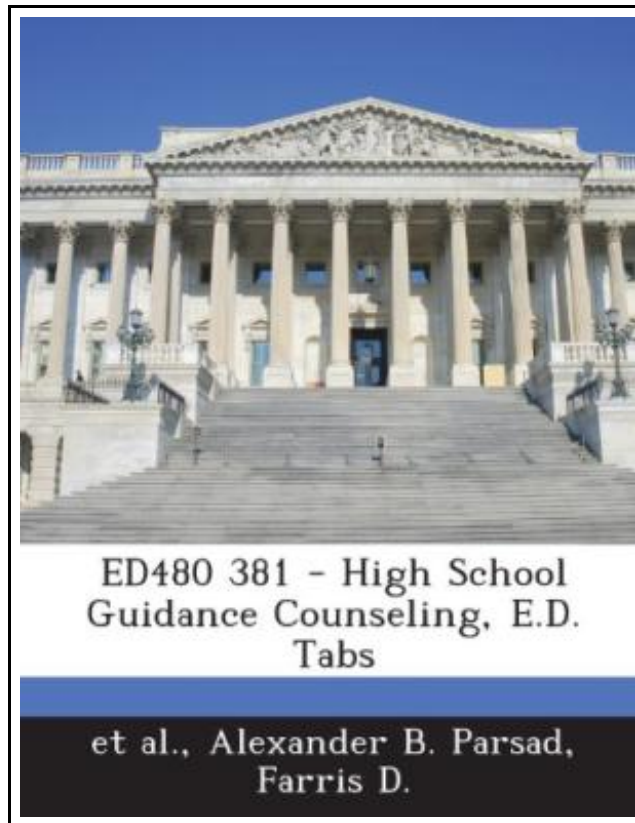 ED480 381 - High School
Guidance Counseling, E.D.
Tabs
et al., Alexander B. Parsad,
Farris D.